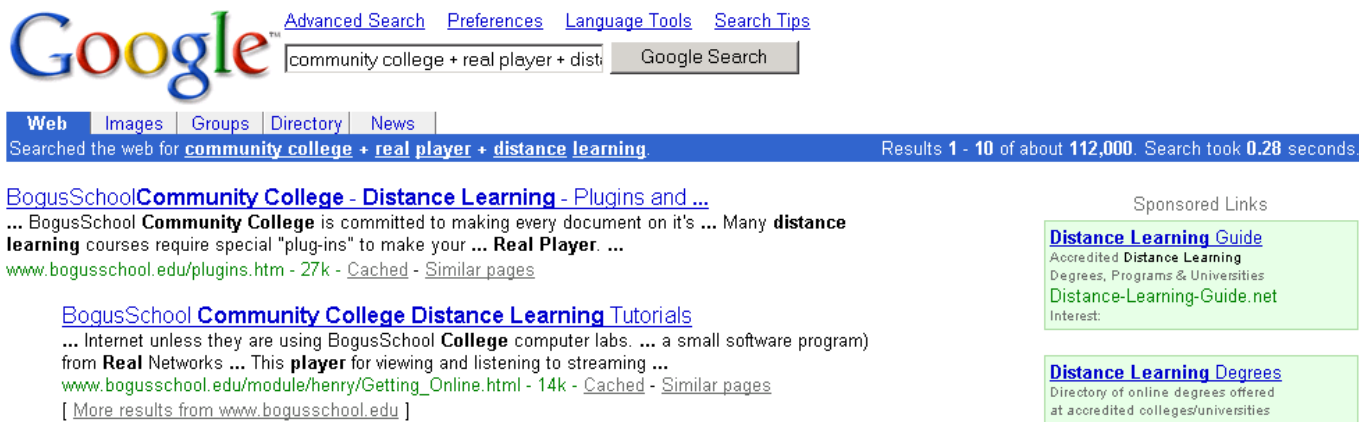 Google™
Advanced Search Preferences Language Tools Search Tips
community college + real player + dist
Google Search
Web Images Groups Directory News
Searched the web for community college + real player + distance learning. Results 1 - 10 of about 112,000. Search took 0.28 seconds.
BogusSchoolCommunity College - Distance Learning - Plugins and ...
... BogusSchool Community College is committed to making every document on it's ... Many distance
learning courses require special "plug-ins" to make your ... Real Player. ...
www.bogusschool.edu/plugins.htm - 27k - Cached - Similar pages
BogusSchool Community College Distance Learning Tutorials
... Internet unless they are using BogusSchool College computer labs. ... a small software program)
from Real Networks ... This player for viewing and listening to streaming ...
www.bogusschool.edu/module/henry/Getting_Online.html - 14k - Cached - Similar pages
[ More results from www.bogusschool.edu ]
Sponsored Links
Distance Learning Guide
Accredited Distance Learning
Degrees, Programs & Universities
Distance-Learning-Guide.net
Interest:
Distance Learning Degrees
Directory of online degrees offered
at accredited colleges/universities